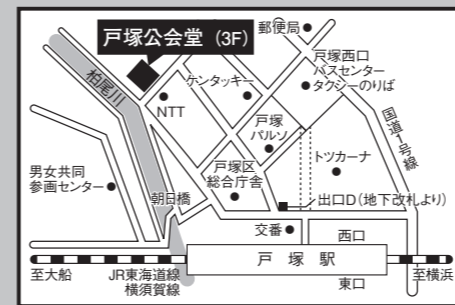 戸塚公会堂(3F)
郵便局
戸塚西口
バスセンター
タクシーのりば
柏尾川
ケンタッキー
NTT
国道1号線
戸塚
パルソ
トツカーナ
戸塚区
総合庁舎
男女共同
参画センター
朝日橋
出口D(地下改札より)
交番
西口
戸塚駅
至大船
JR東海道線
横須賀線
至横浜
東口